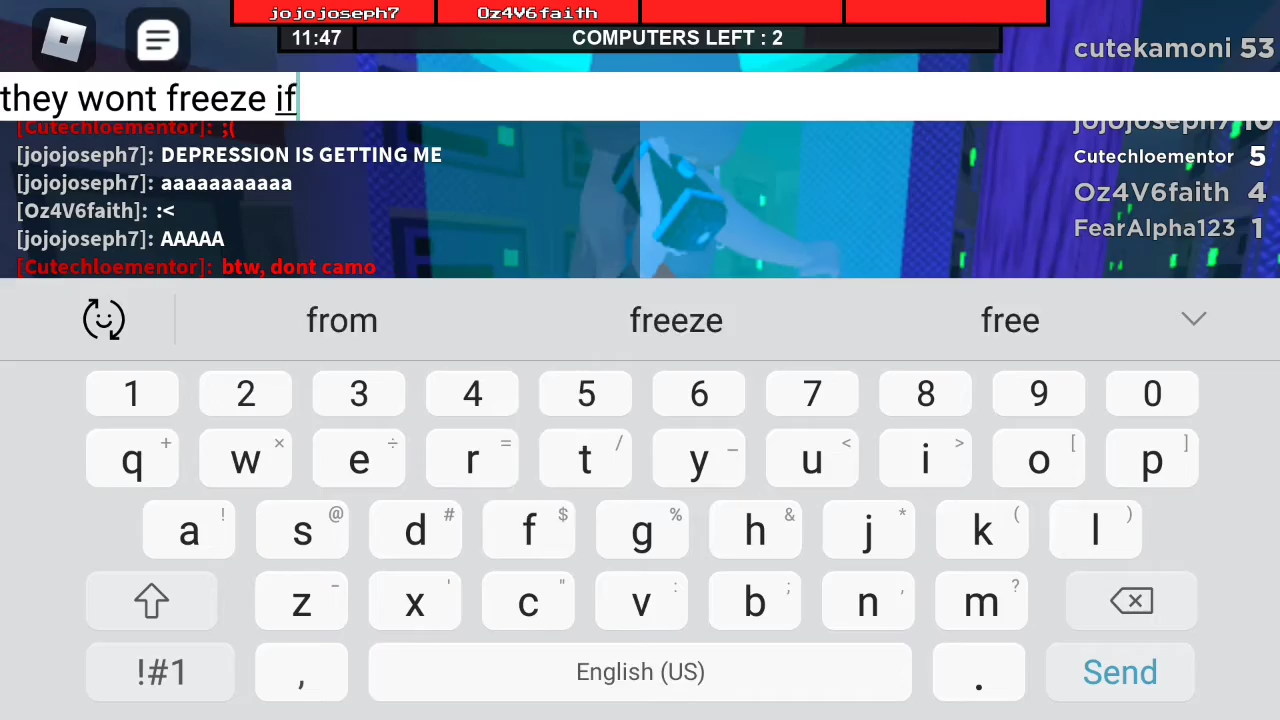 jojojoseph7 Oz4V6faith
11:47 COMPUTERS LEFT : 2
cutekamoni 53
they wont freeze if
jojojoseph7 10
[Cutechloementor]: ;(
[jojojoseph7]: DEPRESSION IS GETTING ME
Cutechloementor 5
[jojojoseph7]: aaaaaaaaaaa
Oz4V6faith 4
[Oz4V6faith]: :<
FearAlpha123 1
[jojojoseph7]: AAAAA
[Cutechloementor]: btw, dont camo
from freeze free
1 2 3 4 5 6 7 8 9 0
q + w × e ÷ r = t / y _ u < i > o [ p ]
a ! s @ d # f $ g % h & j * k ( l )
z - x ' c " v : b ; n , m ?
!#1 , English (US) . Send